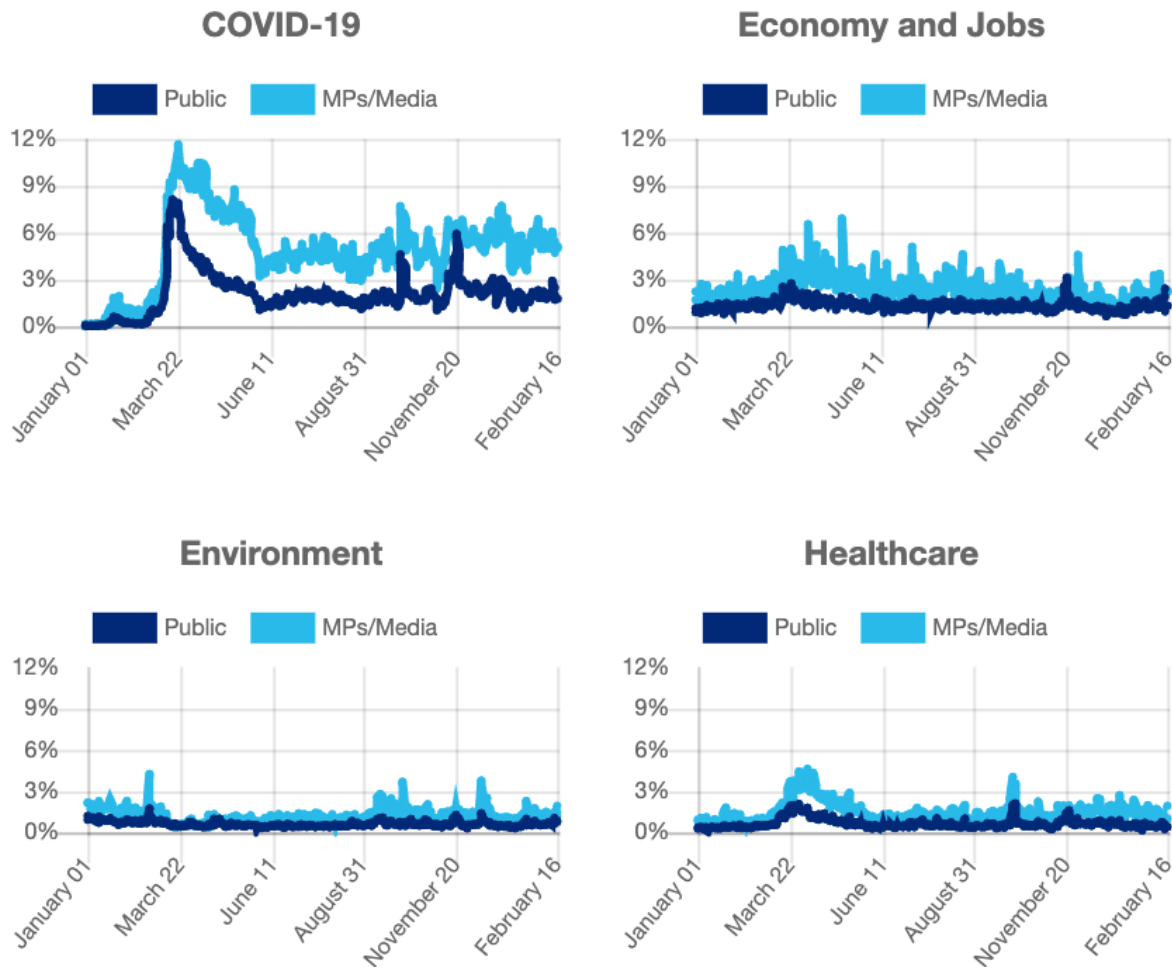 COVID-19
Public MPs/Media
12%
9%
6%
3%
0%
January 01
March 22
June 11
August 31
November 20
February 16
Economy and Jobs
Public MPs/Media
12%
9%
6%
3%
0%
January 01
March 22
June 11
August 31
November 20
February 16
Environment
Public MPs/Media
12%
9%
6%
3%
0%
January 01
March 22
June 11
August 31
November 20
February 16
Healthcare
Public MPs/Media
12%
9%
6%
3%
0%
January 01
March 22
June 11
August 31
November 20
February 16